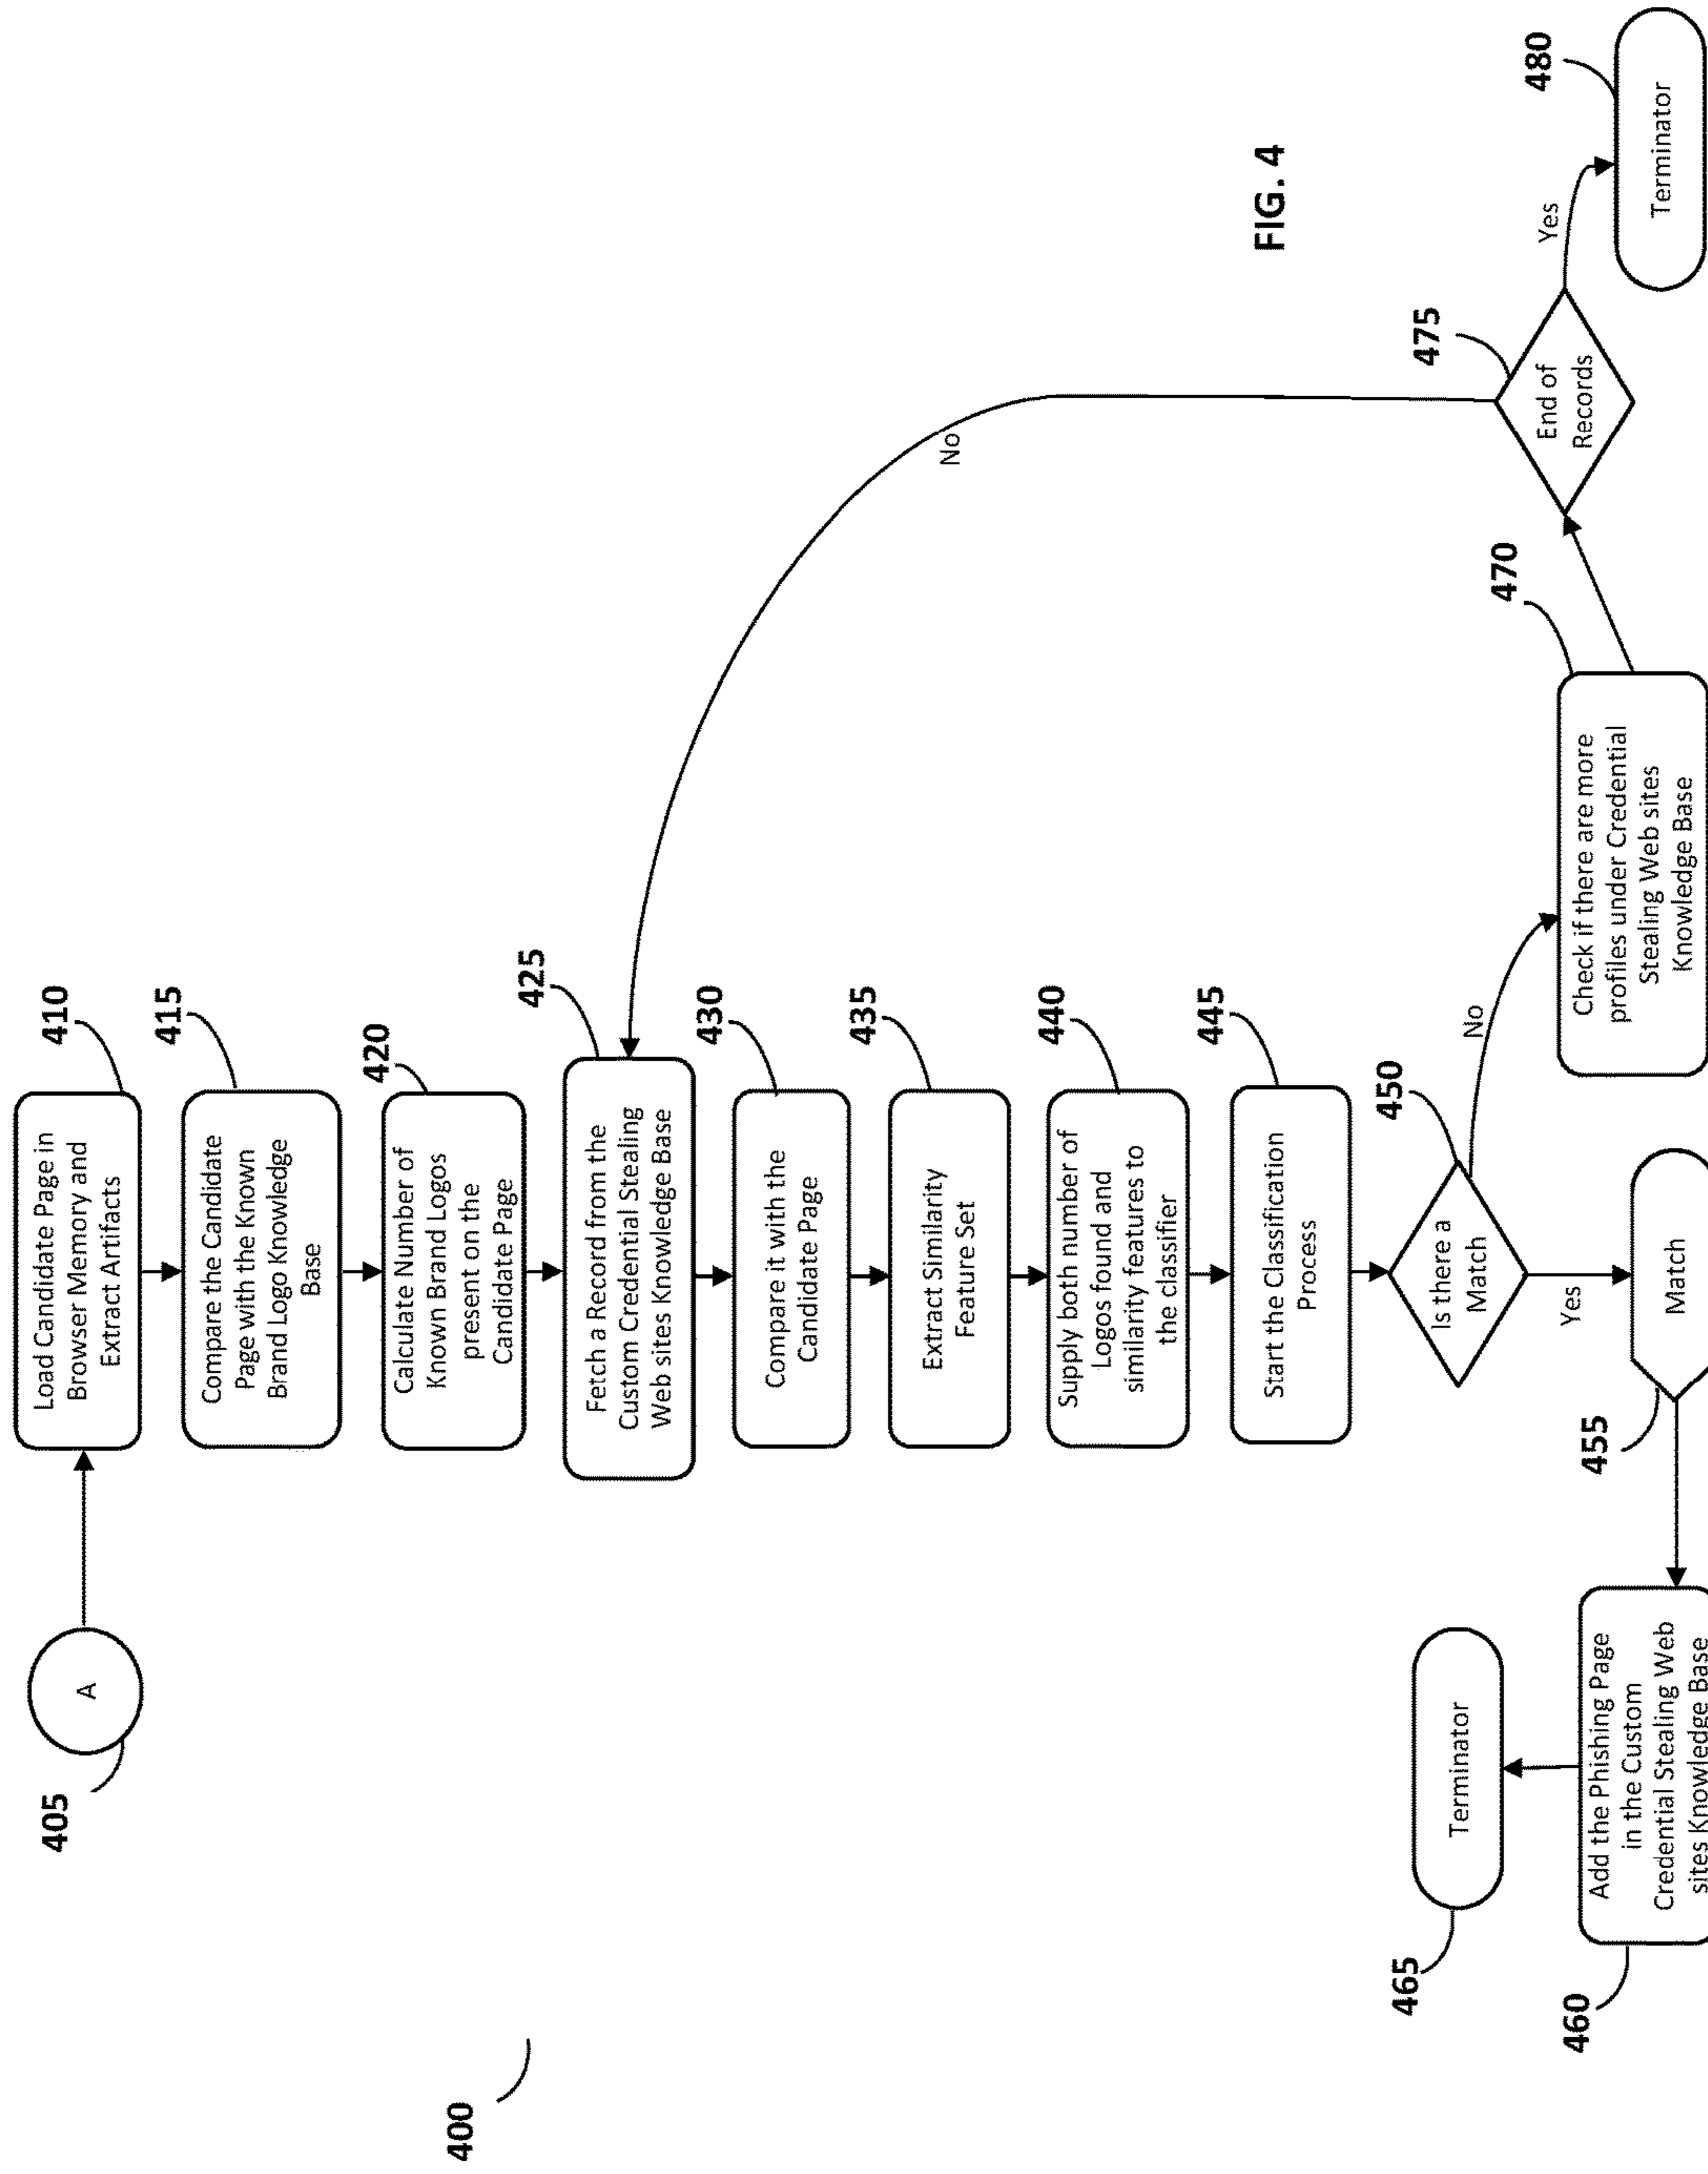 400
405
A
410
Load Candidate Page in
Browser Memory and
Extract Artifacts
415
Compare the Candidate
Page with the Known
Brand Logo Knowledge
Base
420
Calculate Number of
Known Brand Logos
present on the
Candidate Page
425
Fetch a Record from the
Custom Credential Stealing
Web sites Knowledge Base
430
Compare it with the
Candidate Page
435
Extract Similarity
Feature Set
440
Supply both number of
Logos found and
similarity features to
the classifier
445
Start the Classification
Process
450
Is there a
Match
Yes
No
455
Match
460
Add the Phishing Page
in the Custom
Credential Stealing Web
sites Knowledge Base
465
Terminator
470
Check if there are more
profiles under Credential
Stealing Web sites
Knowledge Base
475
End of
Records
No
Yes
480
Terminator
FIG. 4